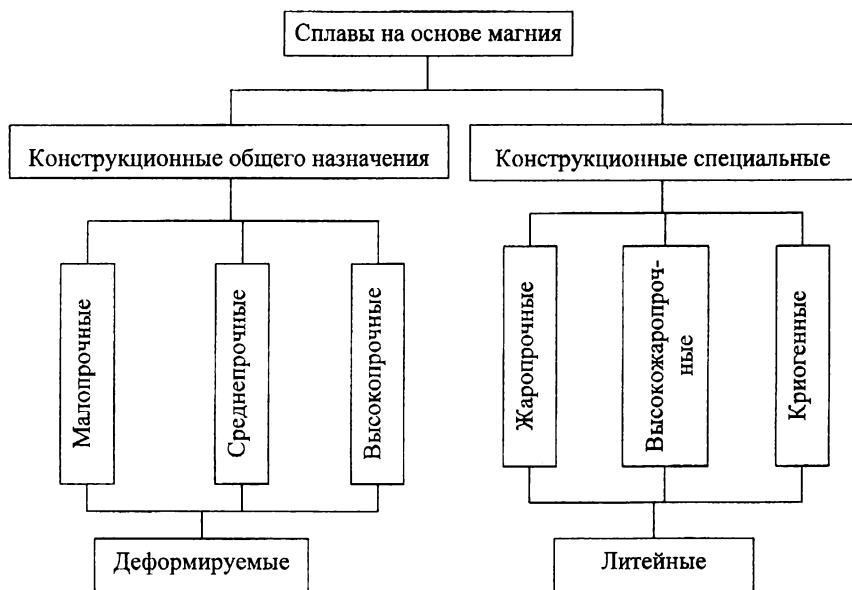 Сплавы на основе магния
Конструкционные общего назначения
Конструкционные специальные
Малопрочные
Среднепрочные
Высокопрочные
Жаропрочные
Высокожаропроч-
ные
Криогенные
Деформируемые
Литейные